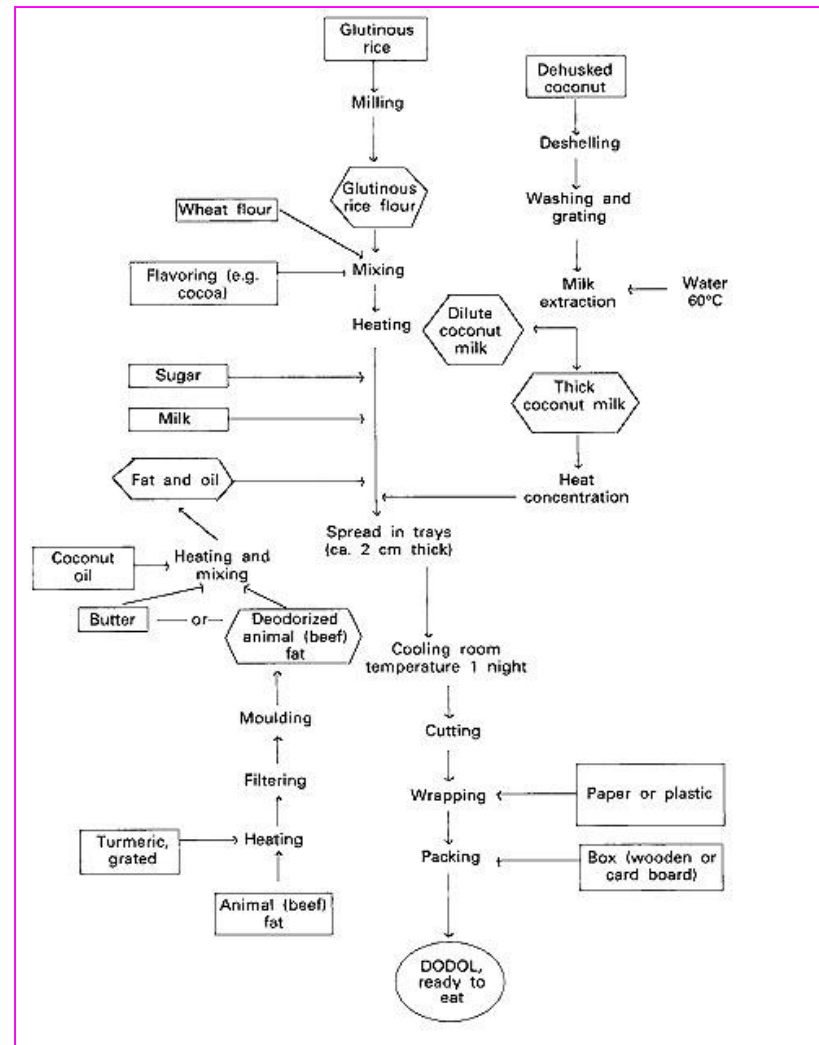 Glutinous
rice
Dehusked
coconut
Milling
Deshelling
Glutinous
rice flour
Washing and
grating
Wheat flour
Flavoring (e.g.
cocoa)
Mixing
Milk
extraction
Water
60°C
Heating
Dilute
coconut
milk
Sugar
Thick
coconut milk
Milk
Fat and oil
Heat
concentration
Spread in trays
(ca. 2 cm thick)
Coconut
oil
Heating and
mixing
Butter
or
Deodorized
animal (beef)
fat
Cooling room
temperature 1 night
Moulding
Cutting
Filtering
Wrapping
Paper or plastic
Turmeric,
grated
Heating
Packing
Box (wooden or
card board)
Animal (beef)
fat
DODOL,
ready to
eat